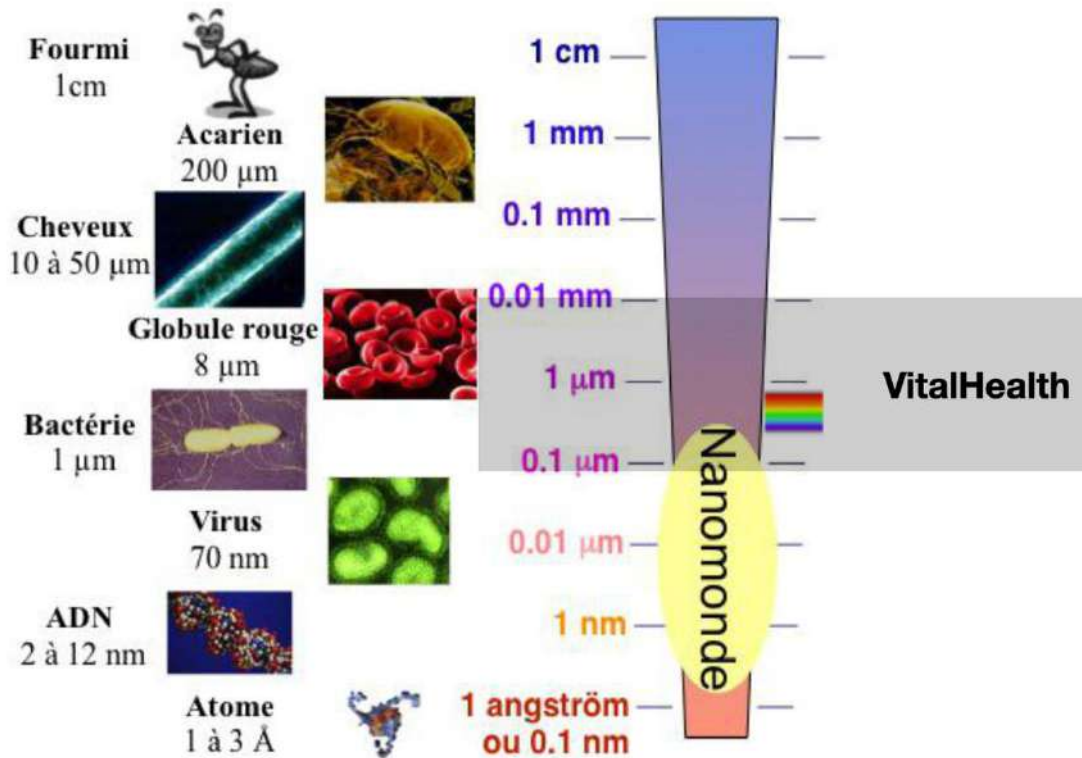 Fourmi
1cm
Acarien
200 µm
Cheveux
10 à 50 µm
Globule rouge
8 µm
Bactérie
1 µm
Virus
70 nm
ADN
2 à 12 nm
Atome
1 à 3 Å
1 cm
1 mm
0.1 mm
0.01 mm
1 µm
0.1 µm
0.01 µm
1 nm
1 angström
ou 0.1 nm
Nanomonde
VitalHealth